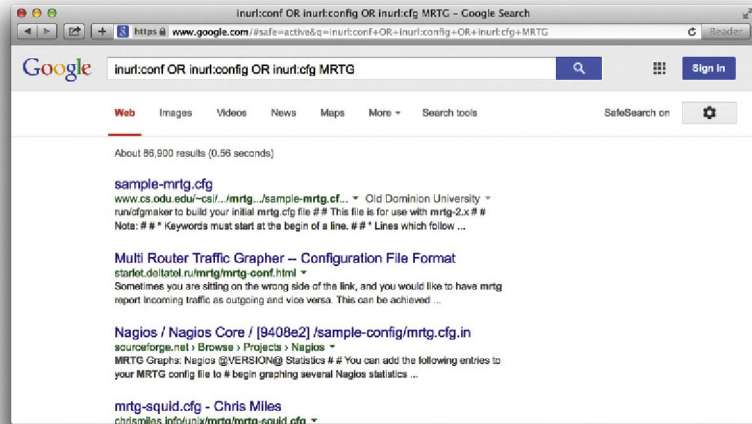 inurl:conf OR inurl:config OR inurl:cfg MRTG - Google Search
https www.google.com/#safe=active&q=inurl:conf+OR+inurl:config+OR+inurl:cfg+MRTG Reader
Google inurl:conf OR inurl:config OR inurl:cfg MRTG Sign in
Web Images Videos News Maps More Search tools SafeSearch on
About 86,900 results (0.56 seconds)
sample-mrtg.cfg
www.cs.odu.edu/~csi/.../mrtg.../sample-mrtg.cf... Old Dominion University
run/cfgmaker to build your initial mrtg.cfg file # # This file is for use with mrtg-2.x # #
Note: # # * Keywords must start at the begin of a line. # # * Lines which follow ...
Multi Router Traffic Grapher -- Configuration File Format
starlet.deltatel.ru/mrtg/mrtg-conf.html
Sometimes you are sitting on the wrong side of the link, and you would like to have mrtg
report Incoming traffic as outgoing and vice versa. This can be achieved ...
Nagios / Nagios Core / [9408e2] /sample-config/mrtg.cfg.in
sourceforge.net › Browse › Projects › Nagios
MRTG Graphs: Nagios @VERSION@ Statistics # # You can add the following entries to
your MRTG config file to # begin graphing several Nagios statistics ...
mrtg-squid.cfg - Chris Miles
chrismiles.info/unix/mrtg/mrtg-squid.cfg